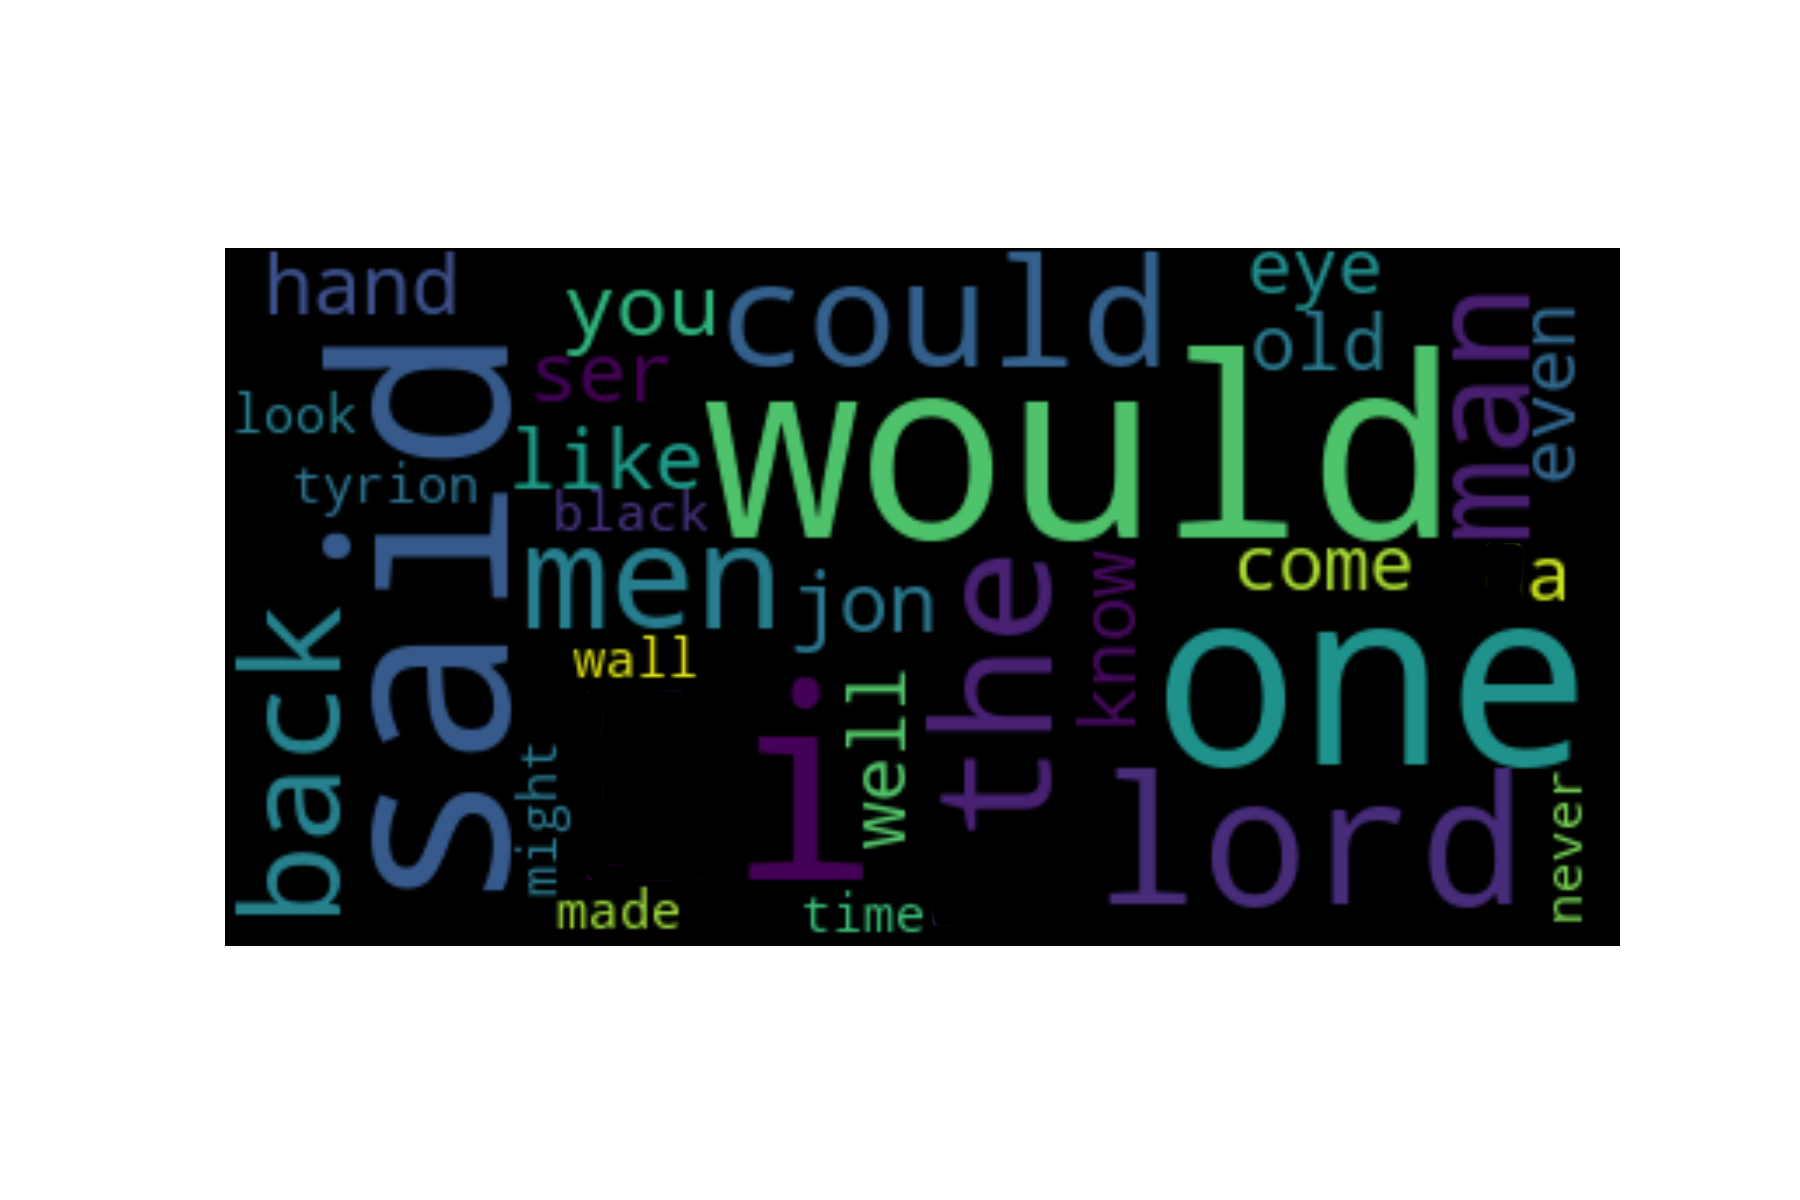 hand
you
could
eye
old
man
even
ser
said
look
like
would
tyrion
black
men
jon
come
a
the
know
one
back
wall
i
well
might
lord
never
made
time